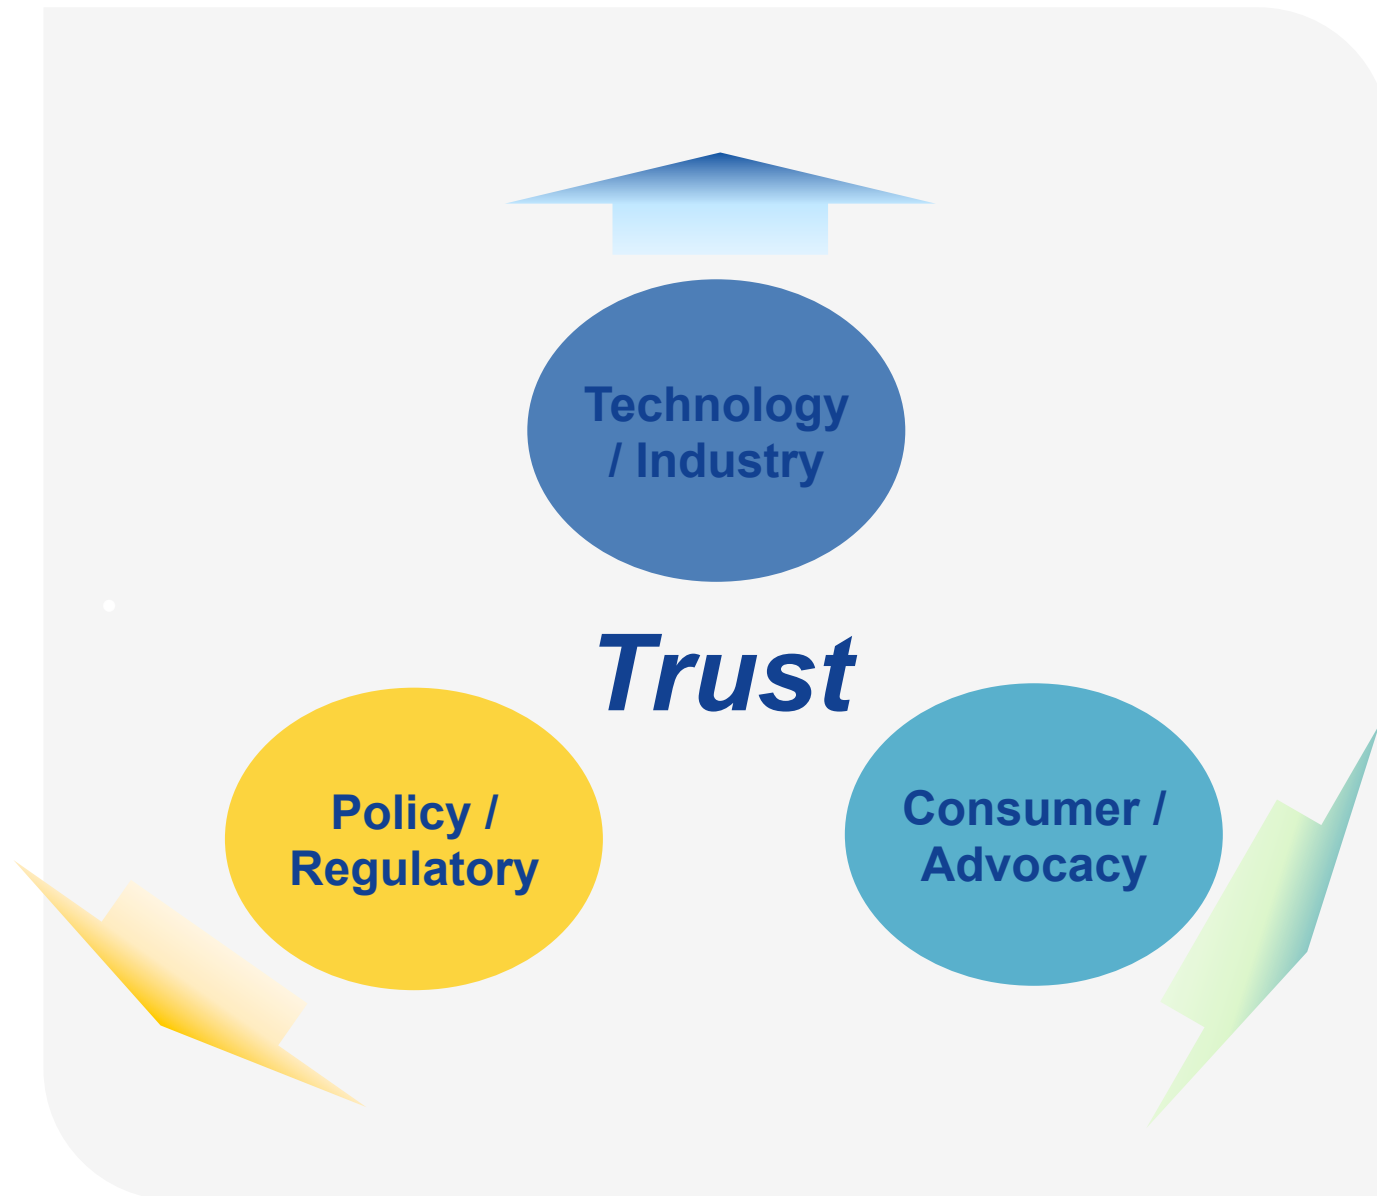 Technology
/ Industry
Trust
Policy /
Regulatory
Consumer /
Advocacy